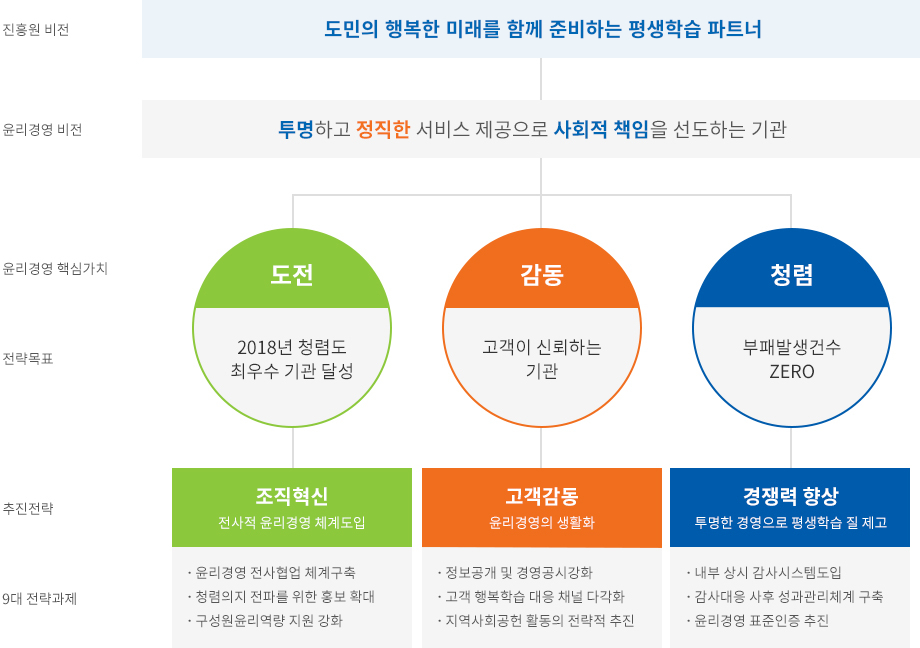 진흥원 비전
도민의 행복한 미래를 함께 준비하는 평생학습 파트너
윤리경영 비전
투명하고 정직한 서비스 제공으로 사회적 책임을 선도하는 기관
윤리경영 핵심가치
도전
감동
청렴
전략목표
2018년 청렴도
최우수 기관 달성
고객이 신뢰하는
기관
부패발생건수
ZERO
추진전략
조직혁신
전사적 윤리경영 체계도입
고객감동
윤리경영의 생활화
경쟁력 향상
투명한 경영으로 평생학습 질 제고
9대 전략과제
· 윤리경영 전사협업 체계구축
· 청렴의지 전파를 위한 홍보 확대
· 구성원윤리역량 지원 강화
· 정보공개 및 경영공시강화
· 고객 행복학습 대응 채널 다각화
· 지역사회공헌 활동의 전략적 추진
· 내부 상시 감사시스템도입
· 감사대응 사후 성과관리체계 구축
· 윤리경영 표준인증 추진